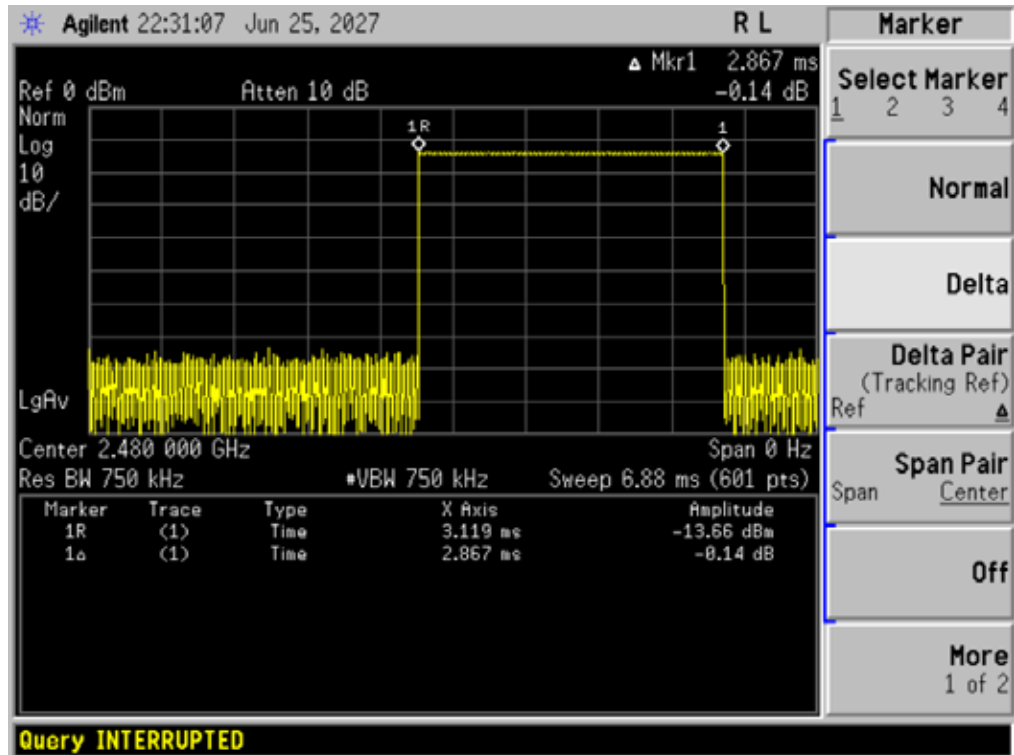 Agilent 22:31:07 Jun 25, 2027 R L
Marker
Δ Mkr1 2.867 ms
Ref 0 dBm Atten 10 dB -0.14 dB
Norm
Log
10
dB/
1R 1
LgAv
Center 2.480 000 GHz Span 0 Hz
Res BW 750 kHz #VBW 750 kHz Sweep 6.88 ms (601 pts)
Marker Trace Type X Axis Amplitude
1R (1) Time 3.119 ms -13.66 dBm
1Δ (1) Time 2.867 ms -0.14 dB
Select Marker
1 2 3 4
Normal
Delta
Delta Pair
(Tracking Ref)
Ref Δ
Span Pair
Span Center
Off
More
1 of 2
Query INTERRUPTED